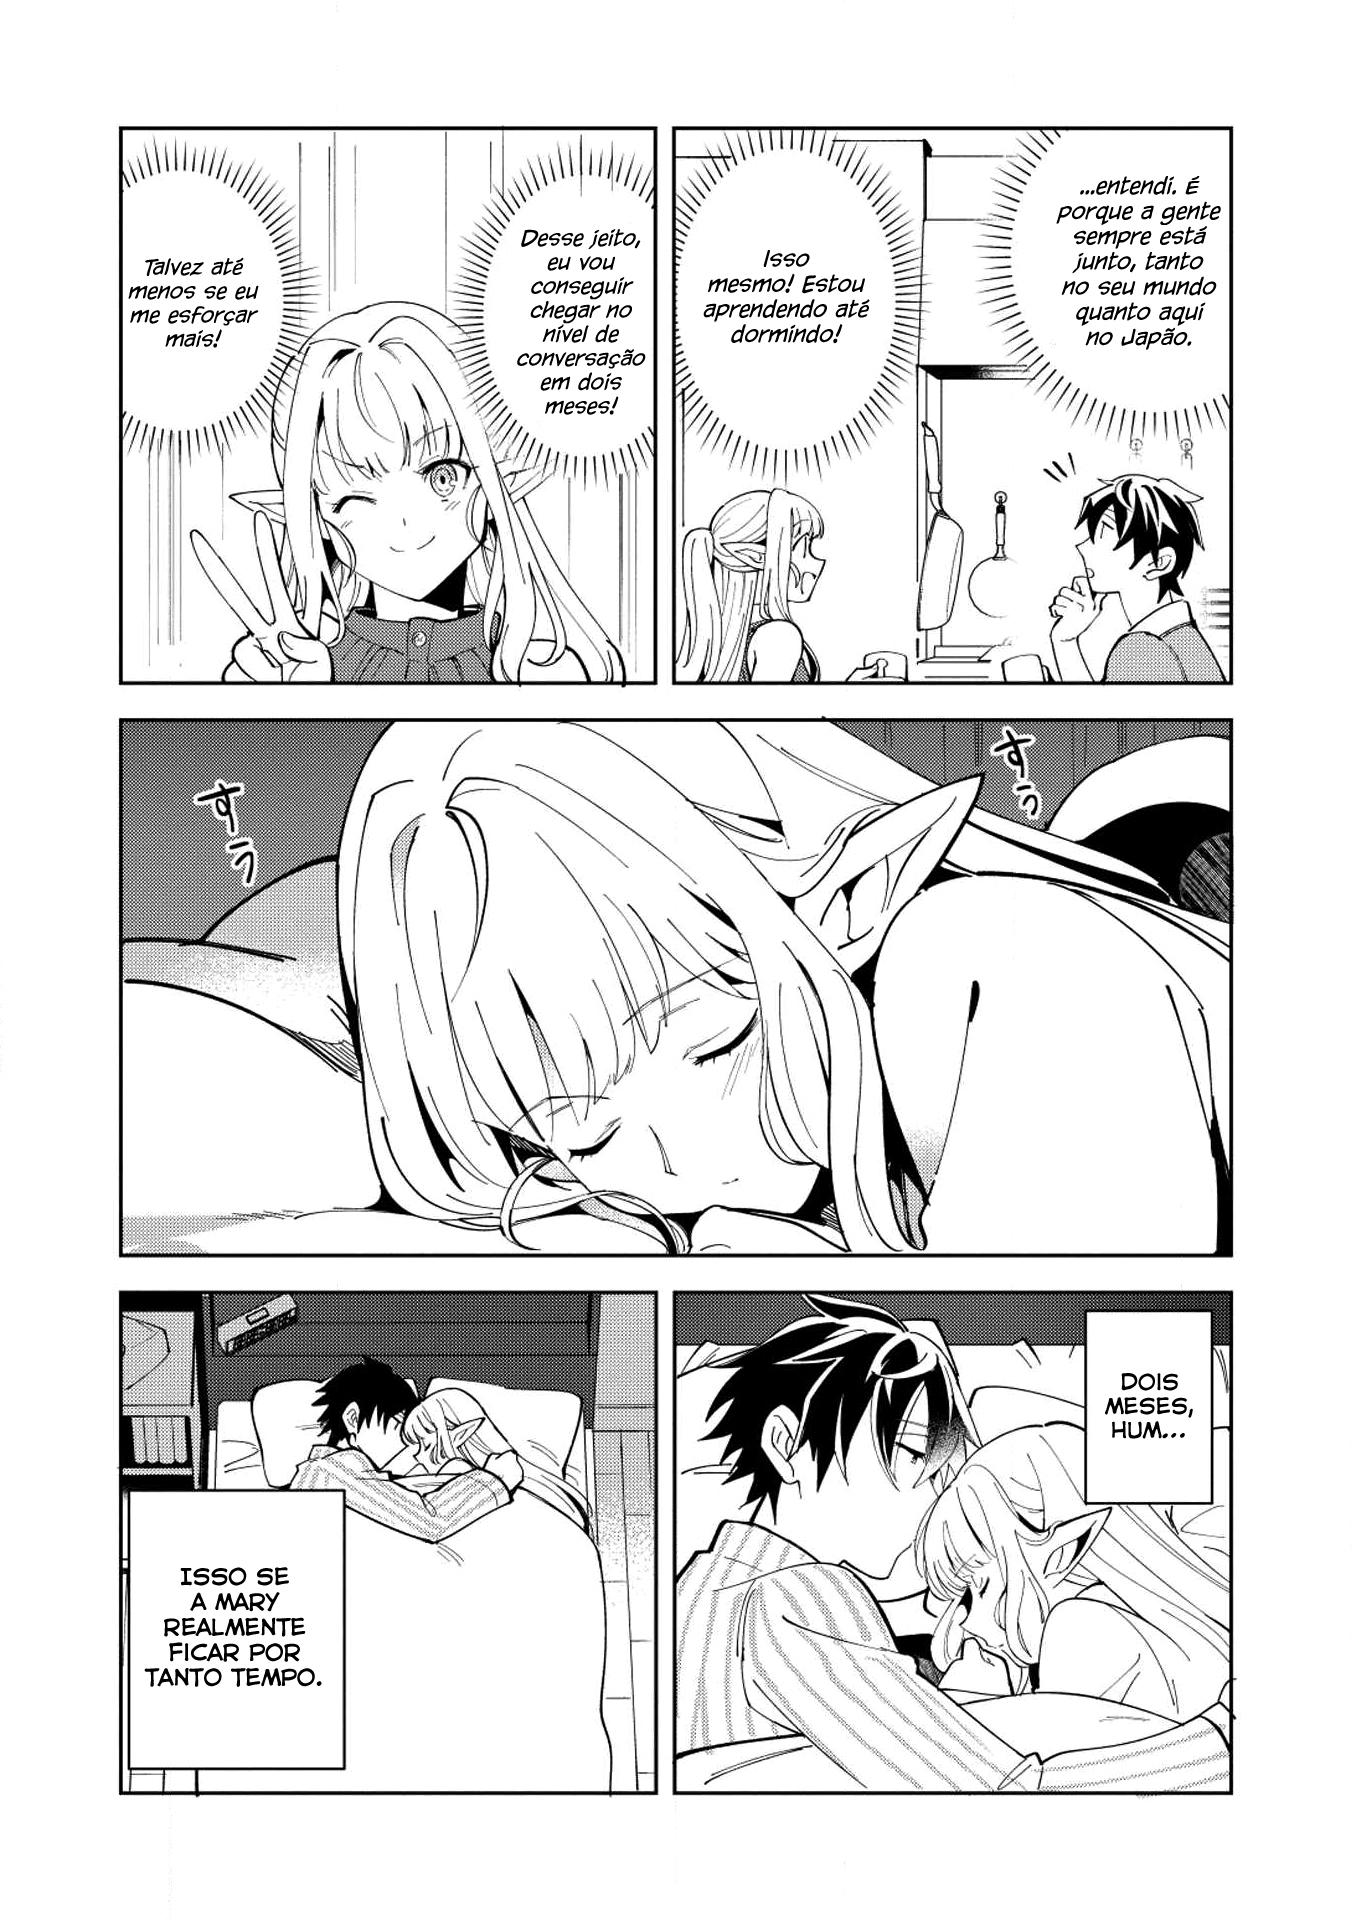 ...entendi. É
porque a gente
sempre está
junto, tanto
no seu mundo
quanto aqui
no Japão.
Isso
mesmo! Estou
aprendendo até
dormindo!
Desse jeito,
eu vou
conseguir
chegar no
nível de
conversação
em dois
meses!
Talvez até
menos se eu
me esforçar
mais!
すぅ
すぅ
DOIS
MESES,
HUM...
ISSO SE
A MARY
REALMENTE
FICAR POR
TANTO TEMPO.